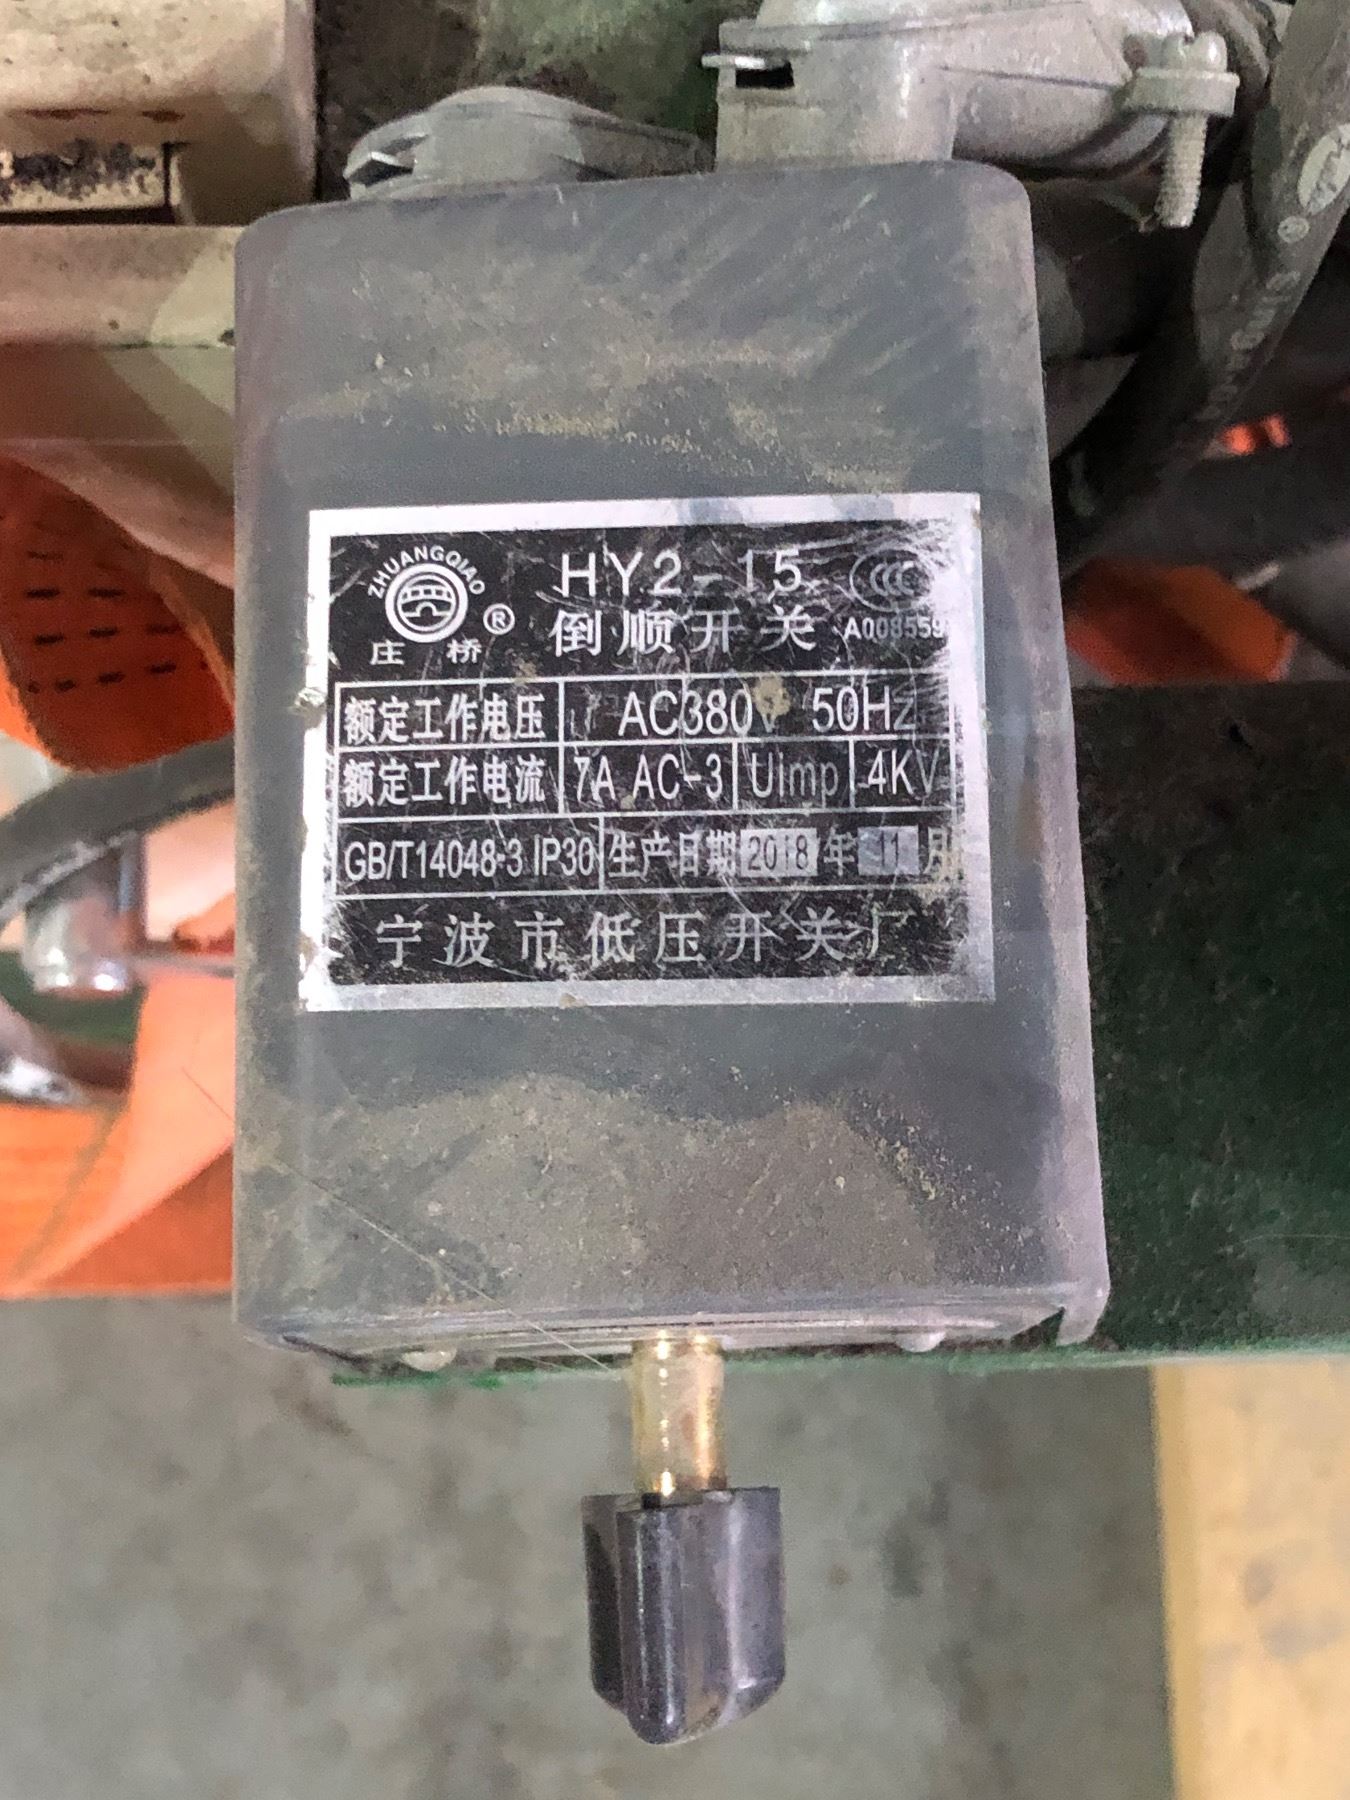 ZHUANGQIAO
庄桥
®
HY2-15
倒顺开关
CCC
A008559
额定工作电压 AC380V 50Hz
额定工作电流 7A AC-3 Uimp 4KV
GB/T14048-3 IP30 生产日期 2018 年 11 月
宁波市低压开关厂